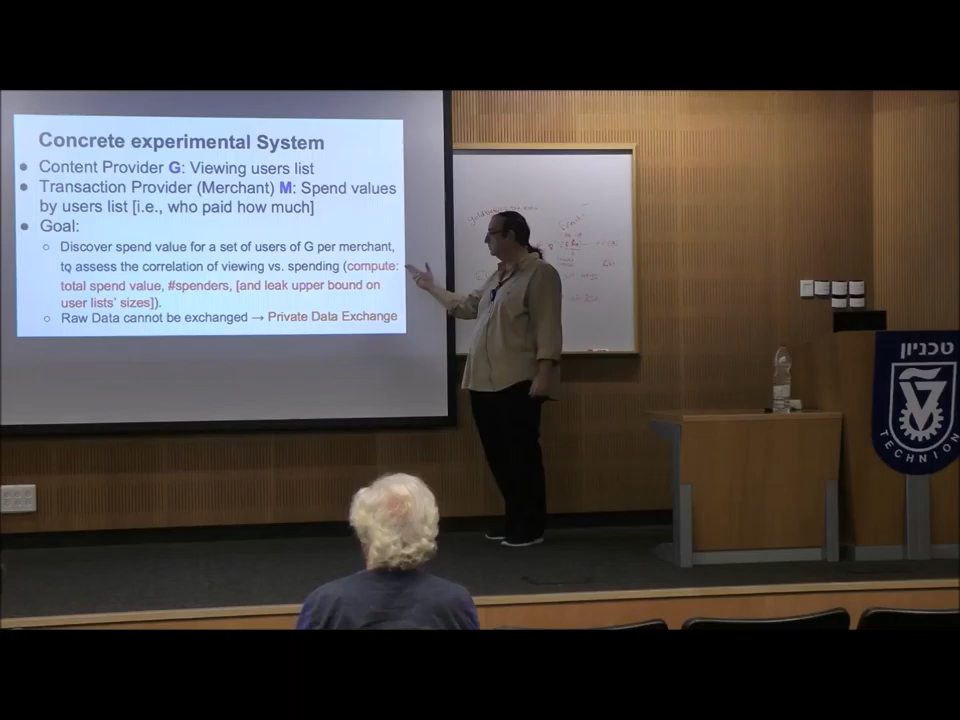 Concrete experimental System
● Content Provider G: Viewing users list
● Transaction Provider (Merchant) M: Spend values
by users list [i.e., who paid how much]
● Goal:
○ Discover spend value for a set of users of G per merchant,
to assess the correlation of viewing vs. spending (compute:
total spend value, #spenders, [and leak upper bound on
user lists' sizes]).
○ Raw Data cannot be exchanged → Private Data Exchange
טכניון
TECHNION